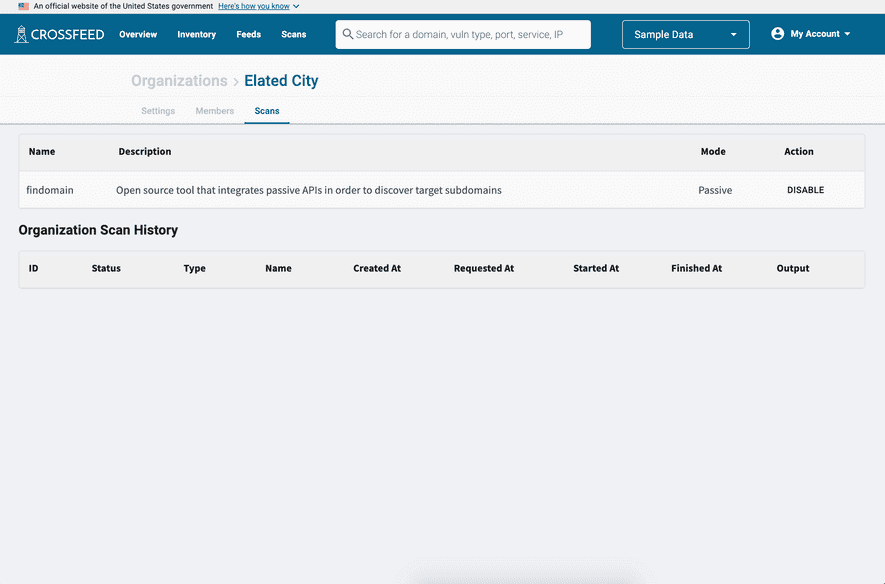 An official website of the United States government Here's how you know
CROSSFEED Overview Inventory Feeds Scans Search for a domain, vuln type, port, service, IP Sample Data My Account
Organizations > Elated City
Settings Members Scans
Name Description Mode Action
findomain Open source tool that integrates passive APIs in order to discover target subdomains Passive DISABLE
Organization Scan History
ID Status Type Name Created At Requested At Started At Finished At Output